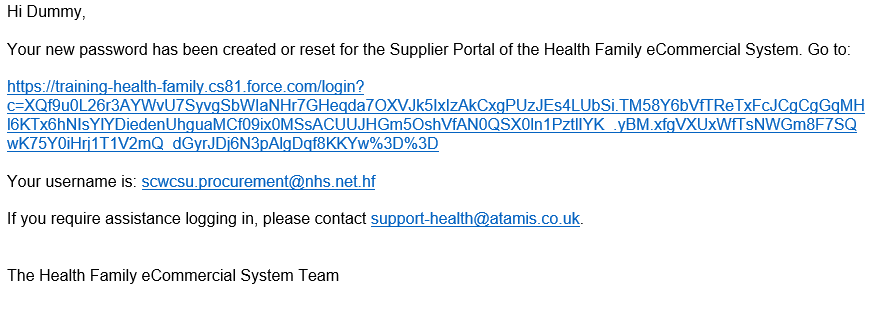 Hi Dummy,
Your new password has been created or reset for the Supplier Portal of the Health Family eCommercial System. Go to:
https://training-health-family.cs81.force.com/login?
c=XQf9u0L26r3AYWvU7SyvgSbWIaNHr7GHeqda7OXVJk5IxIzAkCxgPUzJEs4LUbSi.TM58Y6bVfTReTxFcJCgCgGqMH
I6KTx6hNIsYIYDiedenUhguaMCf09ix0MSsACUUJHGm5OshVfAN0QSX0In1PztlIYK_.yBM.xfgVXUxWfTsNWGm8F7SQ
wK75Y0iHrj1T1V2mQ_dGyrJDj6N3pAlgDqf8KKYw%3D%3D
Your username is: scwcsu.procurement@nhs.net.hf
If you require assistance logging in, please contact support-health@atamis.co.uk.
The Health Family eCommercial System Team